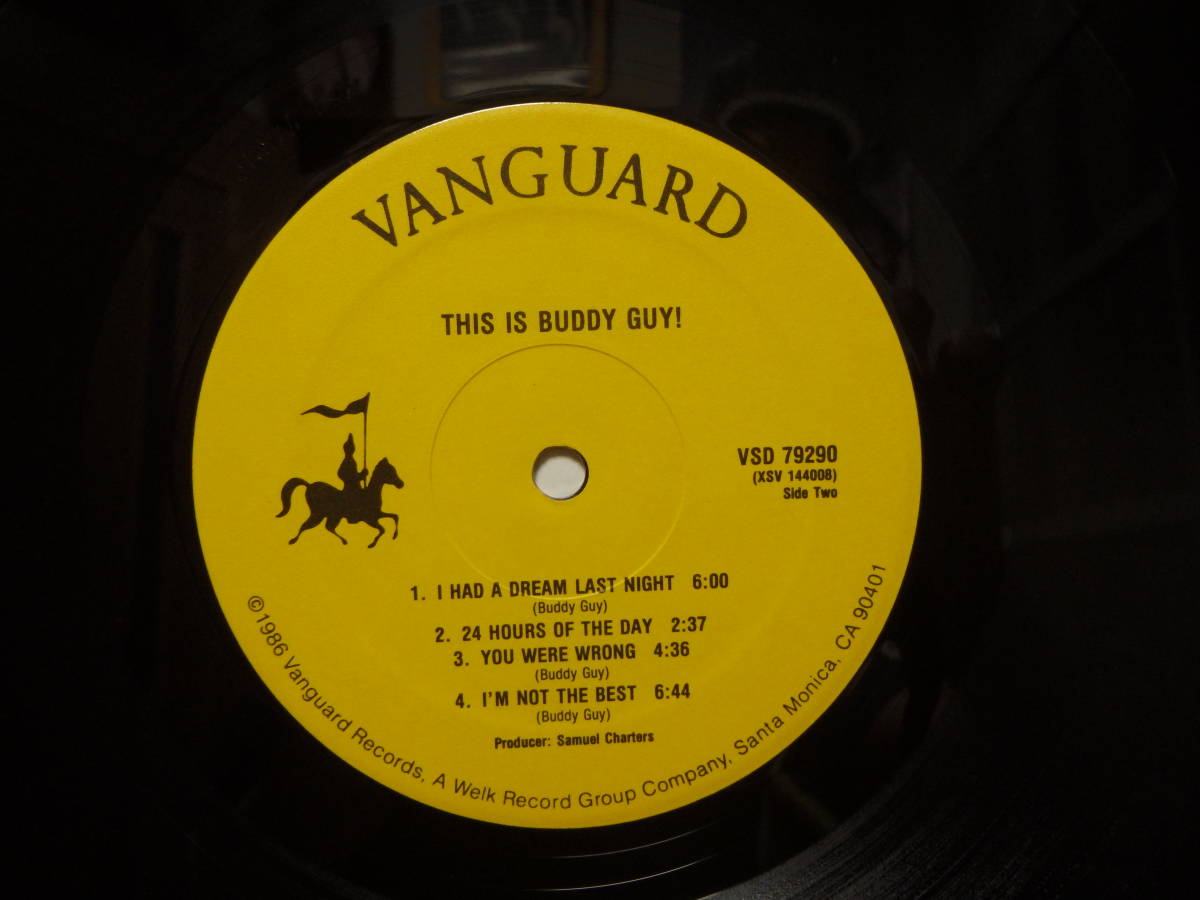 VANGUARD
THIS IS BUDDY GUY!
VSD 79290
(XSV 144008)
Side Two
1. I HAD A DREAM LAST NIGHT 6:00
(Buddy Guy)
2. 24 HOURS OF THE DAY 2:37
3. YOU WERE WRONG 4:36
(Buddy Guy)
4. I'M NOT THE BEST 6:44
(Buddy Guy)
Producer: Samuel Charters
©1986 Vanguard Records, A Welk Record Group Company, Santa Monica, CA 90401